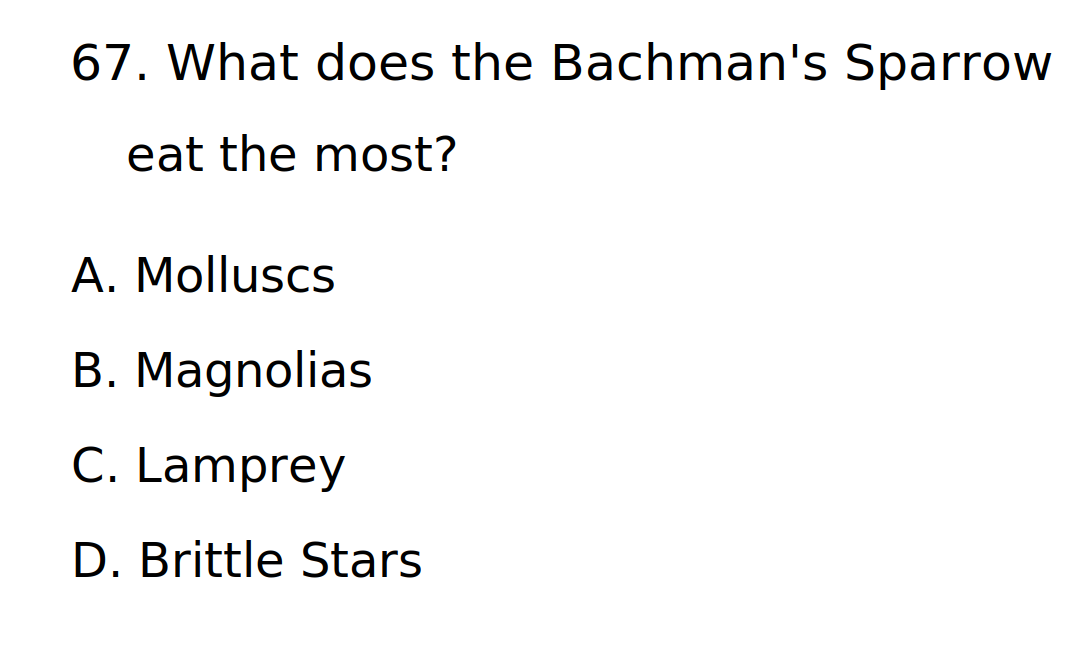 67. What does the Bachman's Sparrow
eat the most?
A. Molluscs
B. Magnolias
C. Lamprey
D. Brittle Stars